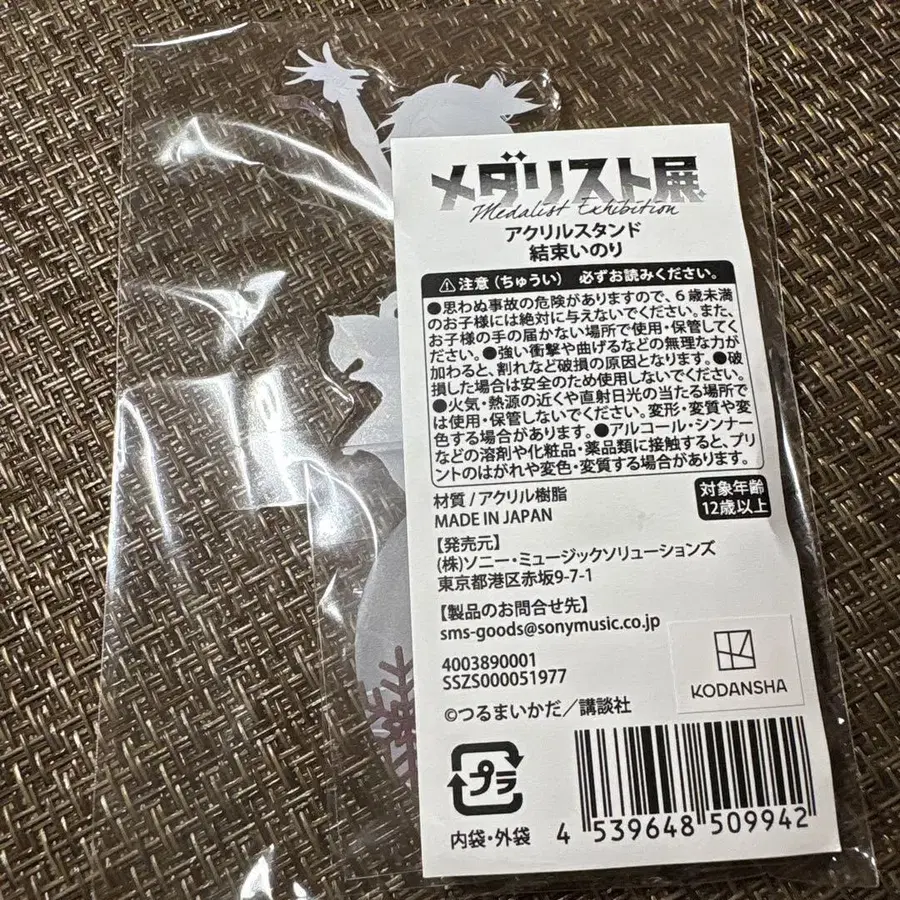 メダリスト展
Medalist Exhibition
アクリルスタンド
結束いのり
⚠注意（ちゅうい） 必ずお読みください。
●思わぬ事故の危険がありますので、6歳未満
のお子様には絶対に与えないでください。また、
お子様の手の届かない場所で使用・保管してく
ださい。●強い衝撃や曲げるなどの無理な力が
加わると、割れなど破損の原因となります。●破
損した場合は安全のため使用しないでください。
●火気・熱源の近くや直射日光の当たる場所で
は使用・保管しないでください。変形・変質や変
色する場合があります。●アルコール・シンナー
などの溶剤や化粧品・薬品類に接触すると、プリ
ントのはがれや変色・変質する場合があります。
材質/アクリル樹脂
MADE IN JAPAN
対象年齢
12歳以上
【発売元】
(株)ソニー・ミュージックソリューションズ
東京都港区赤坂9-7-1
【製品のお問合せ先】
sms-goods@sonymusic.co.jp
4003890001
SSZS000051977
KODANSHA
©つるまいかだ／講談社
プラ
内袋・外袋
4 539648 509942